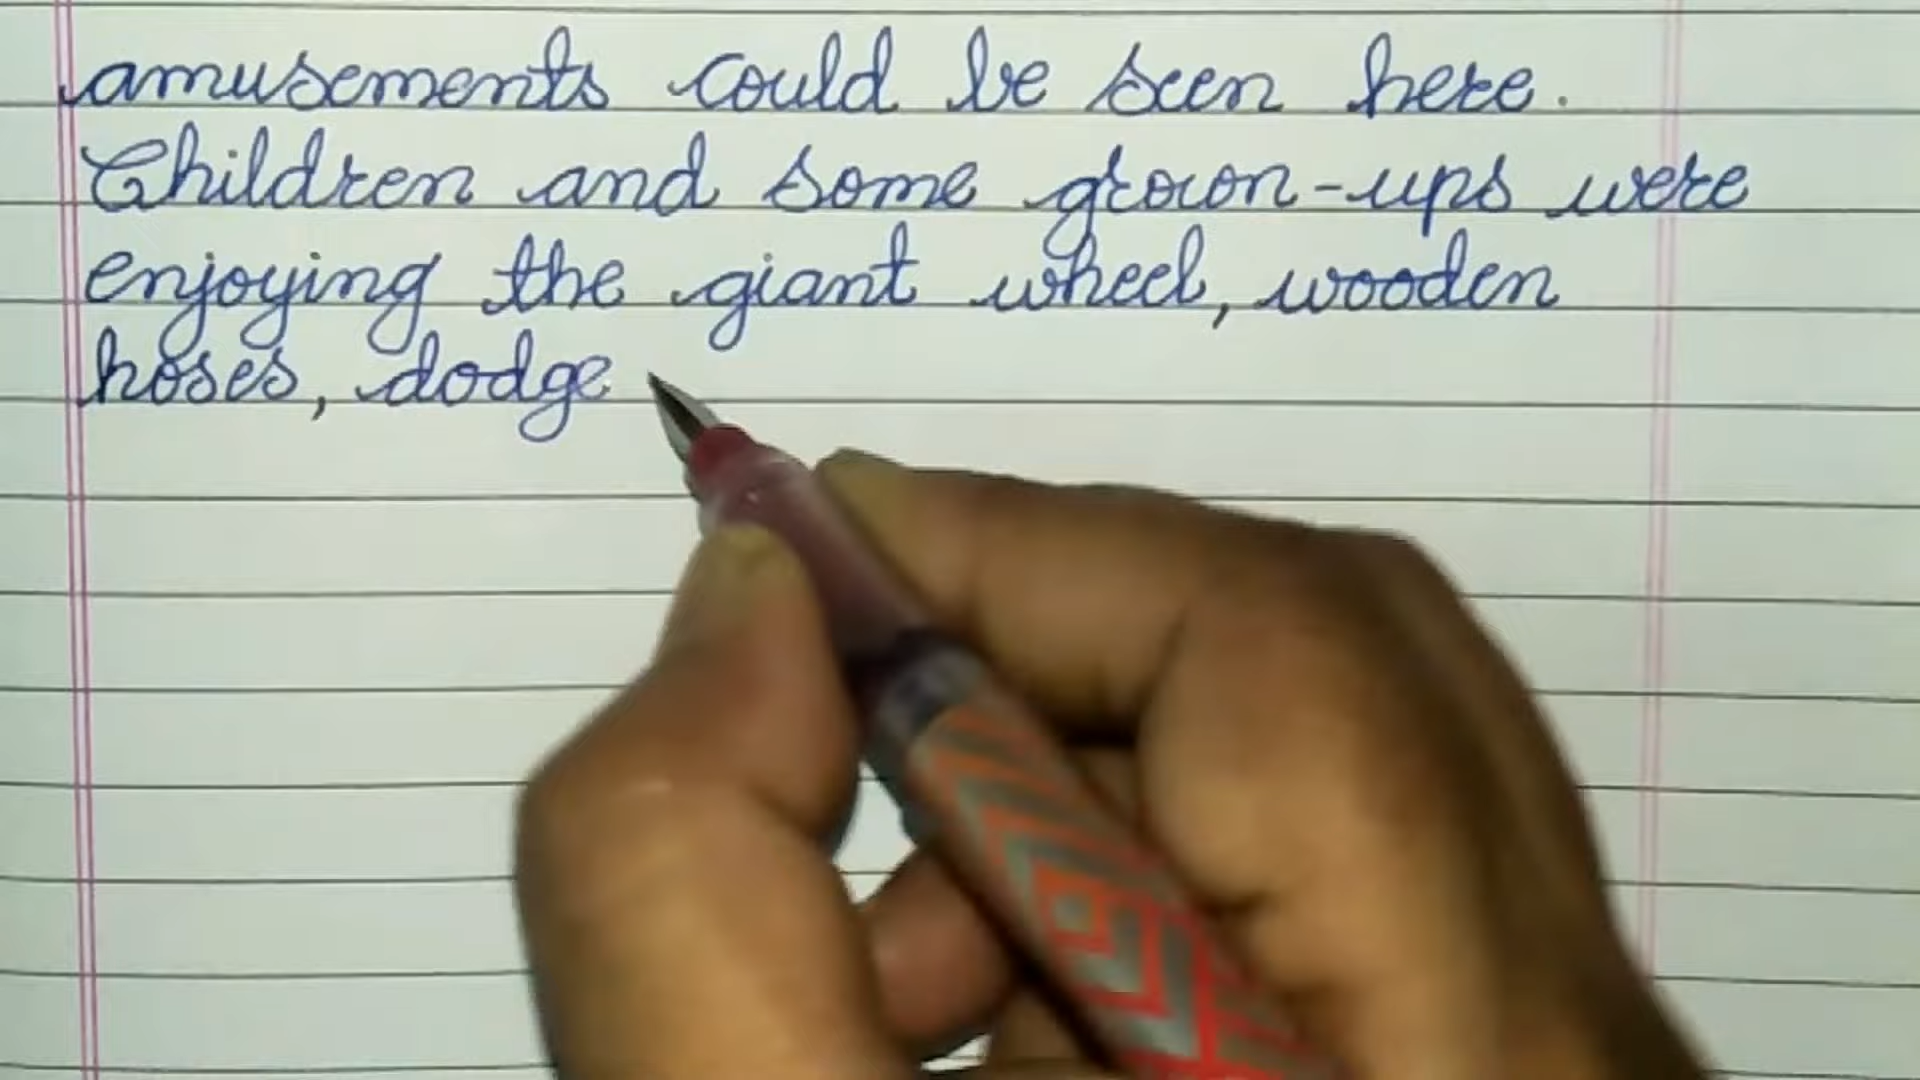 amusements could be seen here.
Children and some grown-ups were
enjoying the giant wheel, wooden
hoses, dodge